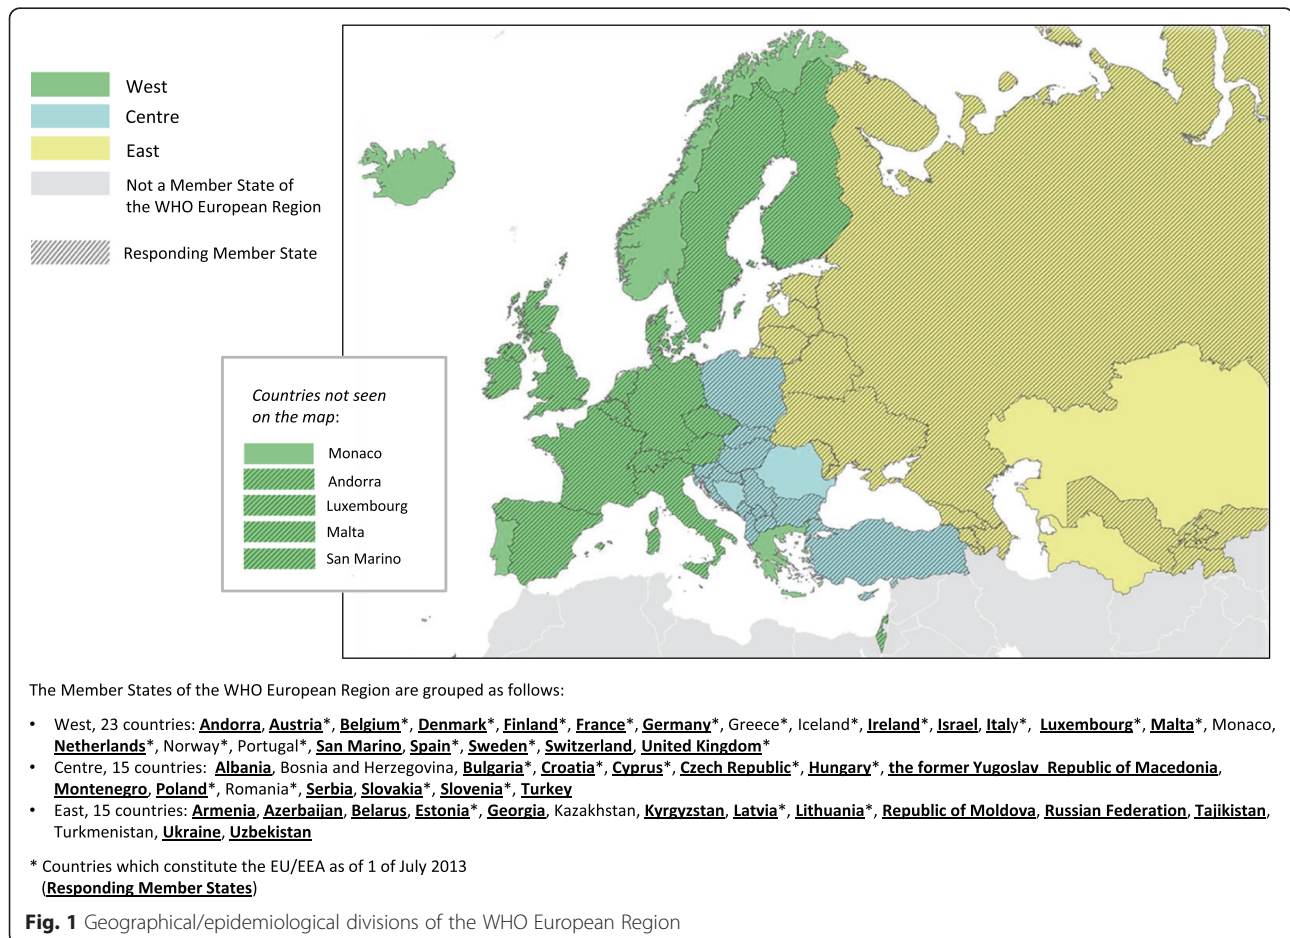 West
Centre
East
Not a Member State of
the WHO European Region
Responding Member State
Countries not seen
on the map:
Monaco
Andorra
Luxembourg
Malta
San Marino
The Member States of the WHO European Region are grouped as follows:
• West, 23 countries: Andorra, Austria*, Belgium*, Denmark*, Finland*, France*, Germany*, Greece*, Iceland*, Ireland*, Israel, Italy*, Luxembourg*, Malta*, Monaco,
Netherlands*, Norway*, Portugal*, San Marino, Spain*, Sweden*, Switzerland, United Kingdom*
• Centre, 15 countries: Albania, Bosnia and Herzegovina, Bulgaria*, Croatia*, Cyprus*, Czech Republic*, Hungary*, the former Yugoslav Republic of Macedonia,
Montenegro, Poland*, Romania*, Serbia, Slovakia*, Slovenia*, Turkey
• East, 15 countries: Armenia, Azerbaijan, Belarus, Estonia*, Georgia, Kazakhstan, Kyrgyzstan, Latvia*, Lithuania*, Republic of Moldova, Russian Federation, Tajikistan,
Turkmenistan, Ukraine, Uzbekistan
* Countries which constitute the EU/EEA as of 1 of July 2013
(Responding Member States)
Fig. 1 Geographical/epidemiological divisions of the WHO European Region